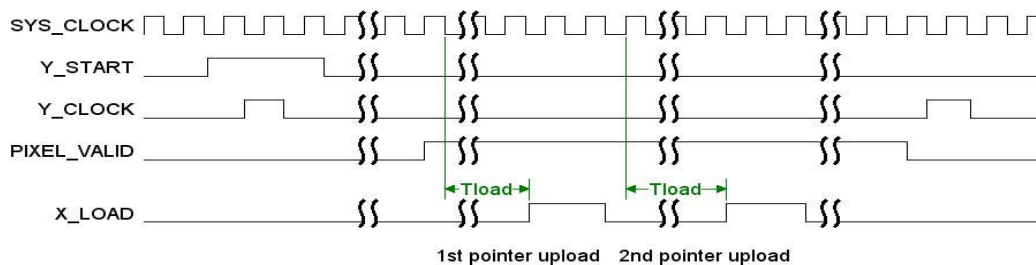 SYS_CLOCK
Y_START
Y_CLOCK
PIXEL_VALID
Tload Tload
X_LOAD
1st pointer upload 2nd pointer upload